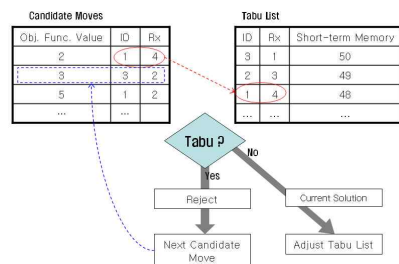 Candidate Moves
Obj. Func. Value ID Rx
2 1 4
3 3 2
5 1 2
... ... ...
Tabu List
ID Rx Short-term Memory
3 1 50
2 3 49
1 4 48
... ... ...
Tabu ?
No
Yes
Reject
Current Solution
Next Candidate
Move
Adjust Tabu List